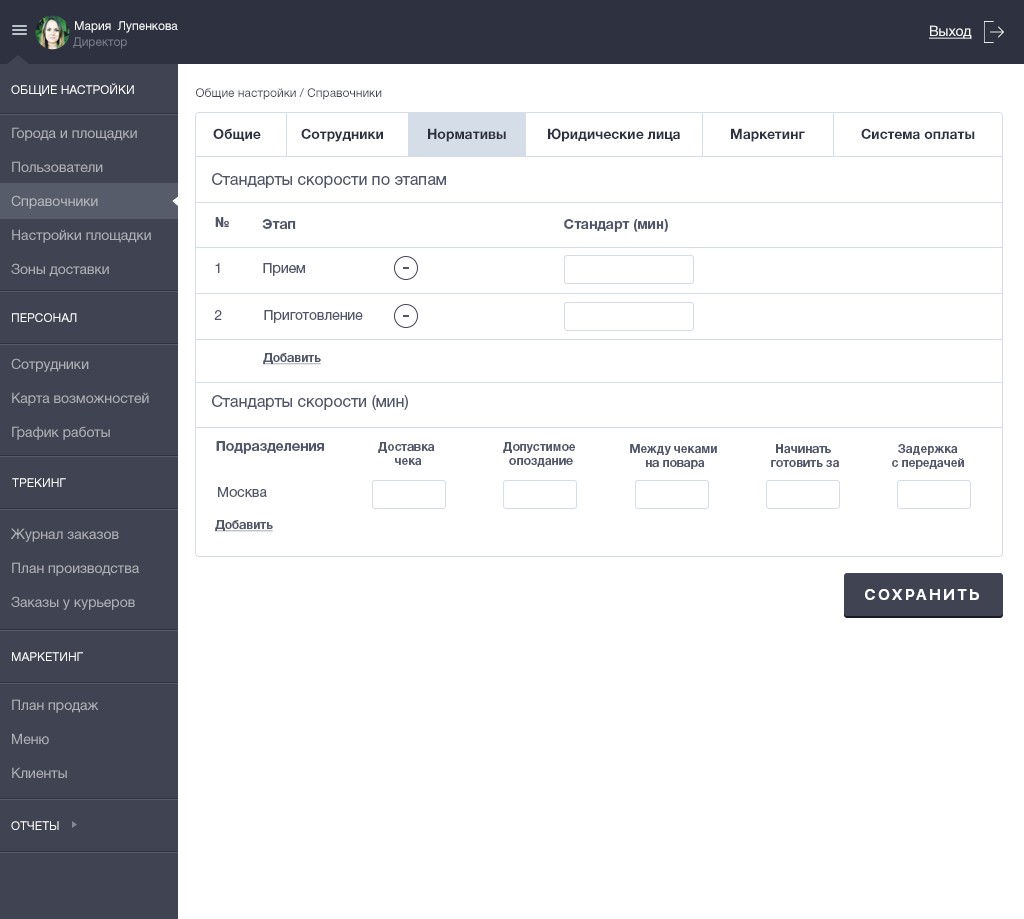 Мария Лупенкова
Директор
Выход
ОБЩИЕ НАСТРОЙКИ
Города и площадки
Пользователи
Справочники
Настройки площадки
Зоны доставки
ПЕРСОНАЛ
Сотрудники
Карта возможностей
График работы
ТРЕКИНГ
Журнал заказов
План производства
Заказы у курьеров
МАРКЕТИНГ
План продаж
Меню
Клиенты
ОТЧЕТЫ
Общие настройки / Справочники
Общие Сотрудники Нормативы Юридические лица Маркетинг Система оплаты
Стандарты скорости по этапам
№ Этап Стандарт (мин)
1 Прием
2 Приготовление
Добавить
Стандарты скорости (мин)
Подразделения Доставка чека Допустимое опоздание Между чеками на повара Начинать готовить за Задержка с передачей
Москва
Добавить
СОХРАНИТЬ